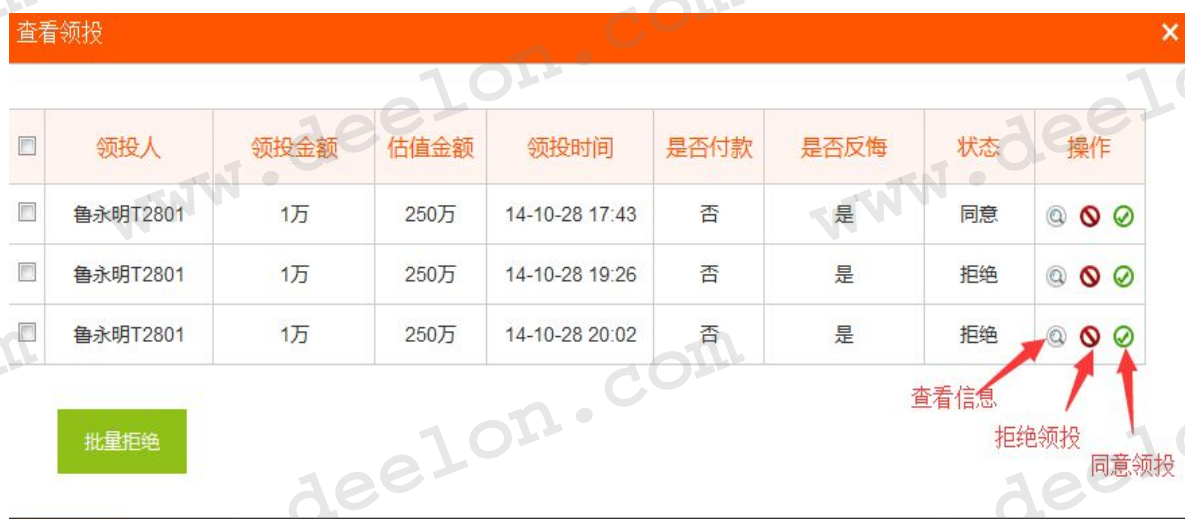 查看领投
领投人 领投金额 估值金额 领投时间 是否付款 是否反悔 状态 操作
鲁永明T2801 1万 250万 14-10-28 17:43 否 是 同意
鲁永明T2801 1万 250万 14-10-28 19:26 否 是 拒绝
鲁永明T2801 1万 250万 14-10-28 20:02 否 是 拒绝
查看信息
拒绝领投
同意领投
批量拒绝
www.deelon.com
www.deelon.com